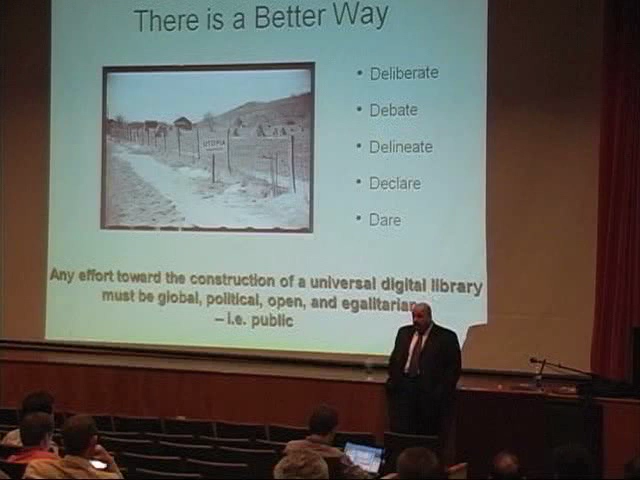 There is a Better Way
• Deliberate
• Debate
• Delineate
• Declare
• Dare
UTOPIA
Any effort toward the construction of a universal digital library
must be global, political, open, and egalitarian
– i.e. public